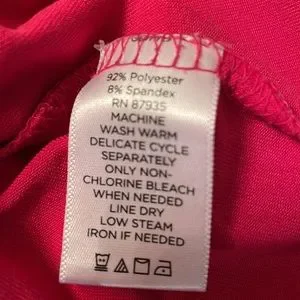 92% Polyester
8% Spandex
RN 87935
MACHINE
WASH WARM
DELICATE CYCLE
SEPARATELY
ONLY NON-
CHLORINE BLEACH
WHEN NEEDED
LINE DRY
LOW STEAM
IRON IF NEEDED